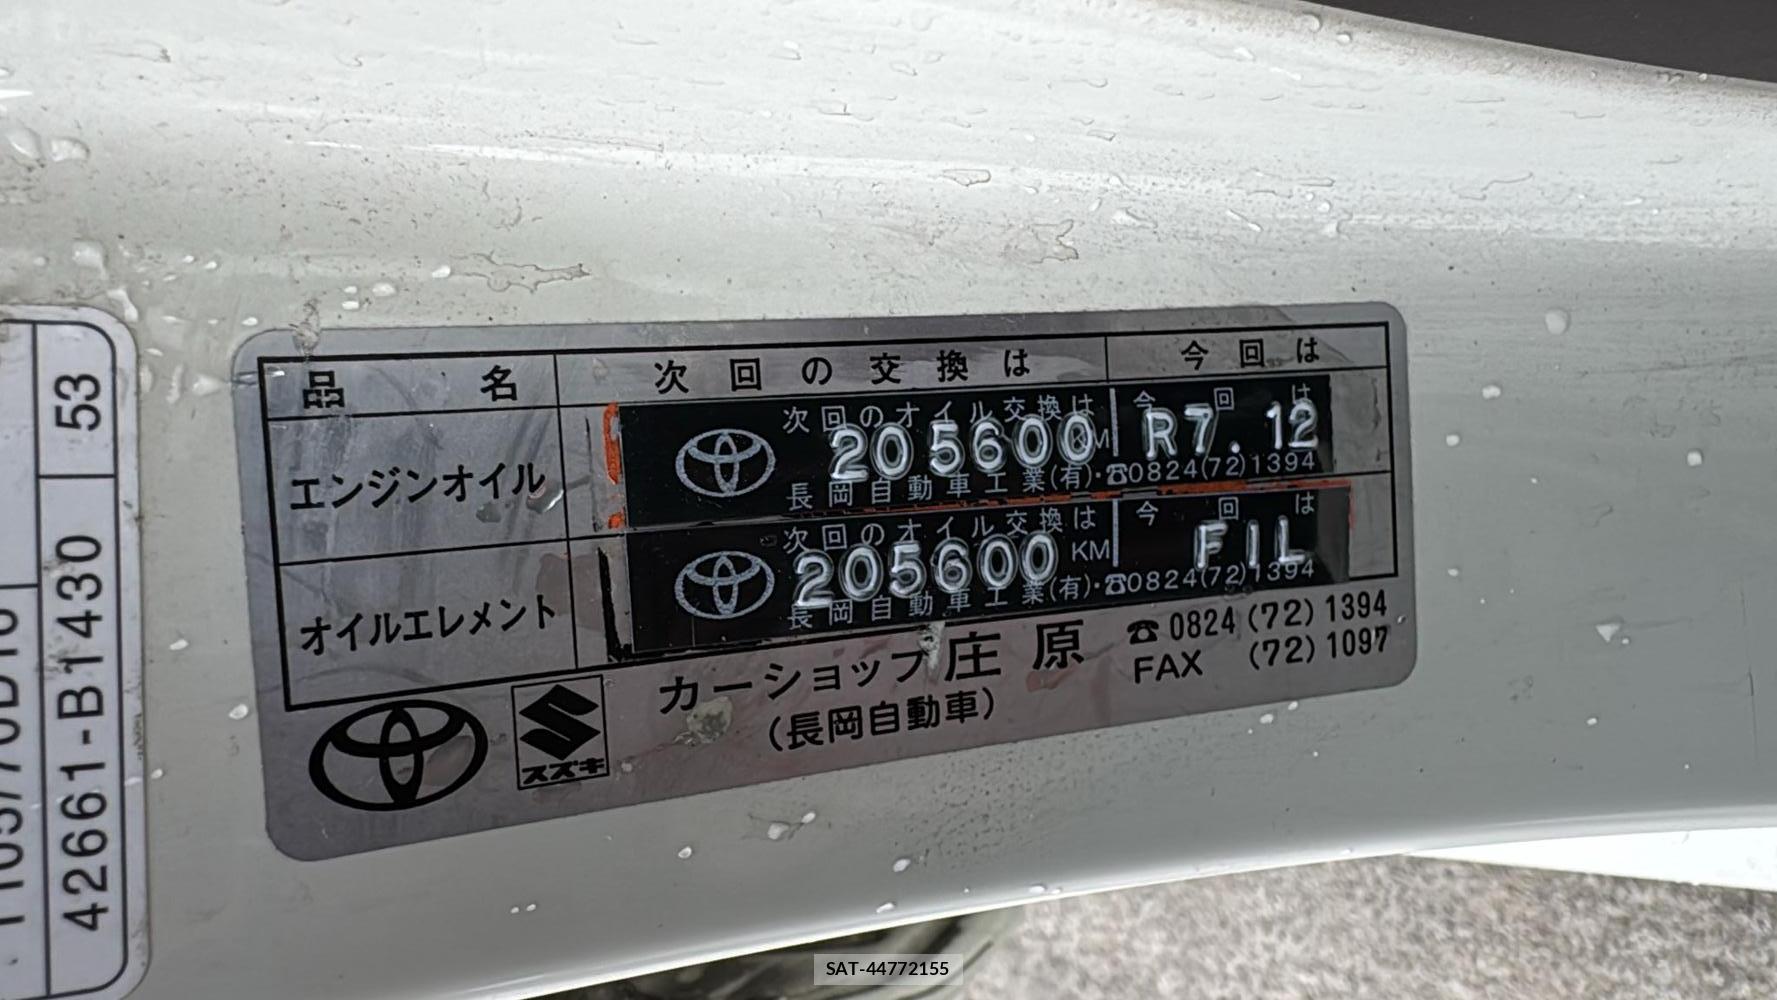 品 名 次回の交換は 今回は
エンジンオイル
次回のオイル交換は 今回は
205600 KM R7.12
長岡自動車工業(有)・☎0824(72)1394
オイルエレメント
次回のオイル交換は 今回は
205600 KM FIL
長岡自動車工業(有)・☎0824(72)1394
カーショップ庄原 ☎0824(72)1394
(長岡自動車) FAX (72)1097
スズキ
53
42661-B1430
SAT-44772155